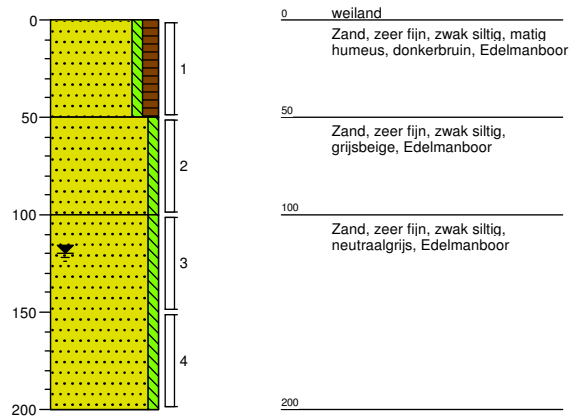 0
50
100
150
200
1
2
3
4
0 weiland
Zand, zeer fijn, zwak siltig, matig
humeus, donkerbruin, Edelmanboor
50
Zand, zeer fijn, zwak siltig,
grijsbeige, Edelmanboor
100
Zand, zeer fijn, zwak siltig,
neutraalgrijs, Edelmanboor
200